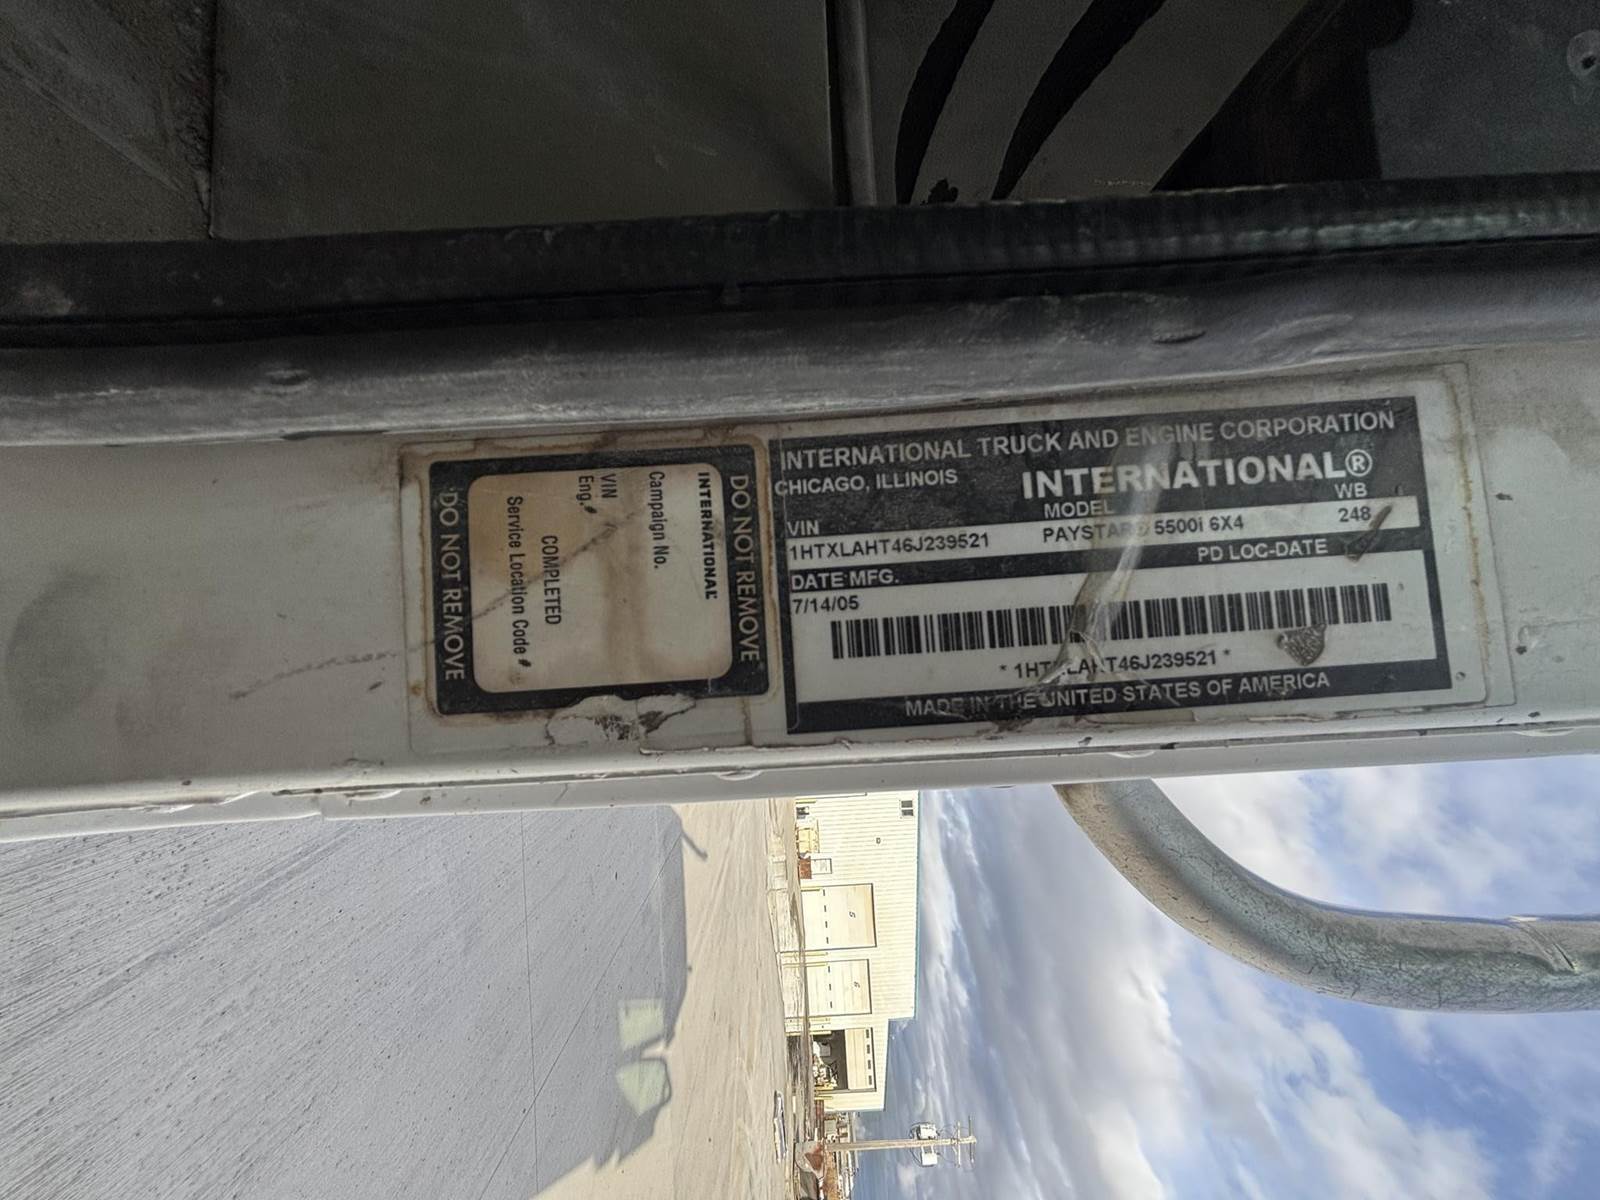 INTERNATIONAL TRUCK AND ENGINE CORPORATION
CHICAGO, ILLINOIS
INTERNATIONAL®
VIN
MODEL
WB
1HTXLAHT46J239521
PAYSTAR® 5500i 6X4
248
DATE MFG.
PD LOC-DATE
7/14/05
* 1HTXLAHT46J239521 *
MADE IN THE UNITED STATES OF AMERICA
DO NOT REMOVE
INTERNATIONAL®
Campaign No.
VIN
Eng.#
COMPLETED
Service Location Code #
DO NOT REMOVE